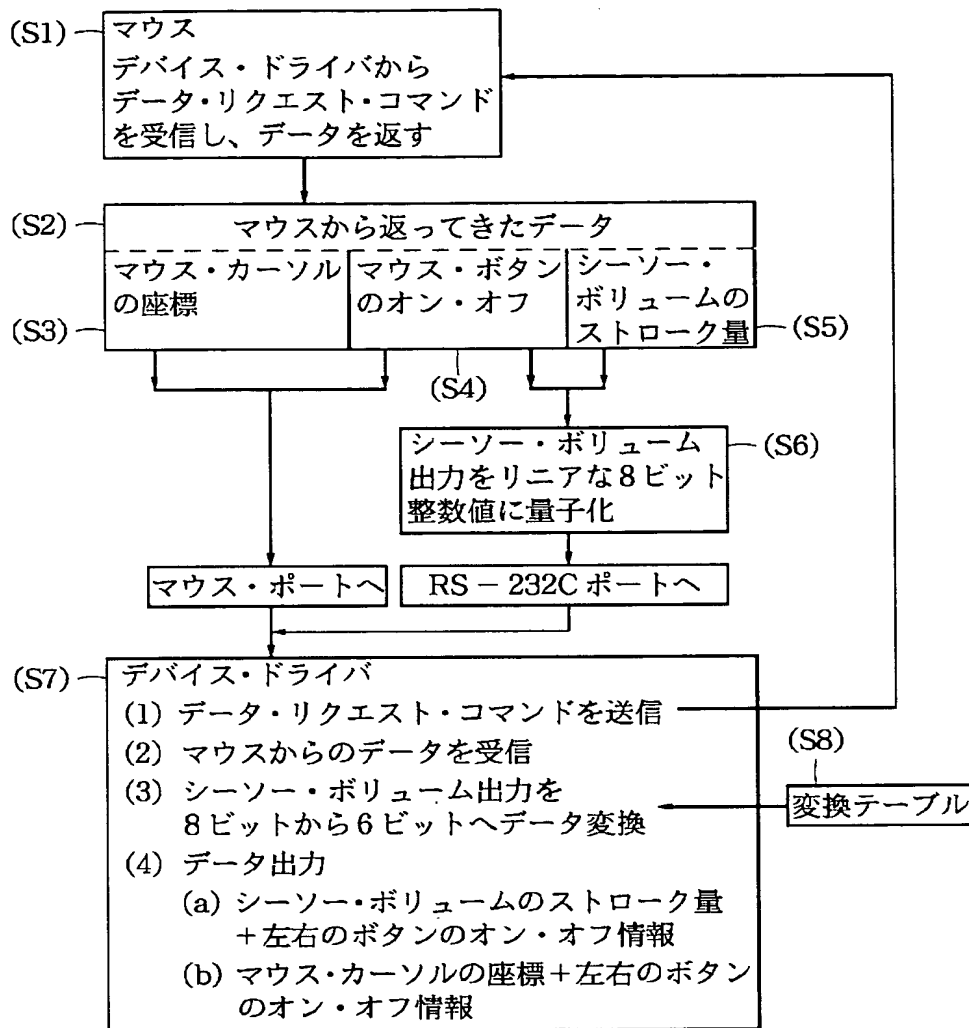 (S1)
マウス
デバイス・ドライバから
データ・リクエスト・コマンド
を受信し、データを返す
(S2)
マウスから返ってきたデータ
マウス・カーソル
の座標
(S3)
マウス・ボタン
のオン・オフ
(S4)
シーソー・
ボリュームの
ストローク量
(S5)
シーソー・ボリューム
出力をリニアな8ビット
整数値に量子化
(S6)
マウス・ポートへ
RS-232Cポートへ
(S7)
デバイス・ドライバ
(1) データ・リクエスト・コマンドを送信
(2) マウスからのデータを受信
(3) シーソー・ボリューム出力を
8ビットから6ビットへデータ変換
(S8)
変換テーブル
(4) データ出力
(a) シーソー・ボリュームのストローク量
+左右のボタンのオン・オフ情報
(b) マウス・カーソルの座標+左右のボタン
のオン・オフ情報